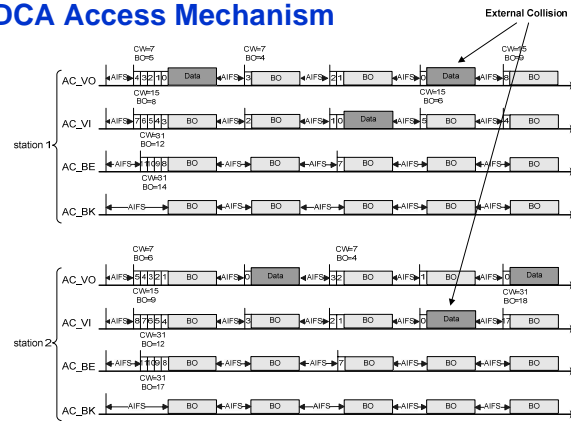 DCA Access Mechanism
External Collision
CW=7
BO=5
CW=7
BO=4
CW=15
BO=9
AC_VO
AIFS 4 3 2 1 0 Data AIFS 3 BO AIFS 2 1 BO AIFS 0 Data AIFS 8 BO
CW=15
BO=8
CW=15
BO=6
AC_VI
AIFS 7 6 5 4 3 BO AIFS 2 BO AIFS 1 0 Data AIFS 5 BO AIFS 4 BO
station 1
CW=31
BO=12
AC_BE
AIFS 11 10 9 8 BO AIFS BO AIFS 7 BO AIFS BO AIFS BO
CW=31
BO=14
AC_BK
AIFS BO AIFS BO AIFS BO AIFS BO AIFS BO
CW=7
BO=6
CW=7
BO=4
AC_VO
AIFS 5 4 3 2 1 BO AIFS 0 Data AIFS 3 2 BO AIFS 1 BO AIFS 0 Data
CW=15
BO=9
CW=31
BO=18
AC_VI
AIFS 8 7 6 5 4 BO AIFS 3 BO AIFS 2 1 BO AIFS 0 Data AIFS 17 BO
station 2
CW=31
BO=12
AC_BE
AIFS 11 10 9 8 BO AIFS BO AIFS 7 BO AIFS BO AIFS BO
CW=31
BO=17
AC_BK
AIFS BO AIFS BO AIFS BO AIFS BO AIFS BO